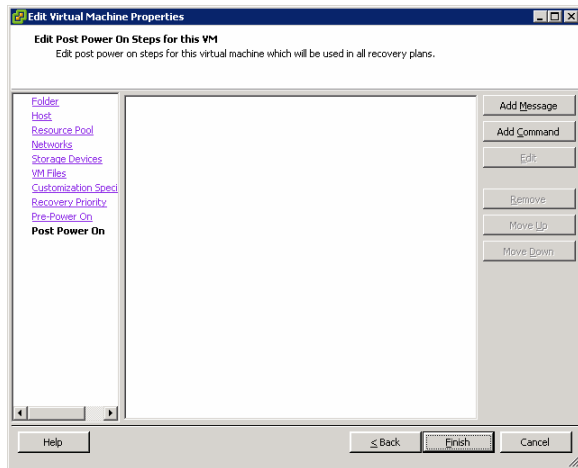 Edit Virtual Machine Properties
Edit Post Power On Steps for this VM
Edit post power on steps for this virtual machine which will be used in all recovery plans.
Folder
Host
Resource Pool
Networks
Storage Devices
VM Files
Customization Speci
Recovery Priority
Pre-Power On
Post Power On
Add Message
Add Command
Edit
Remove
Move Up
Move Down
Help
< Back
Finish
Cancel